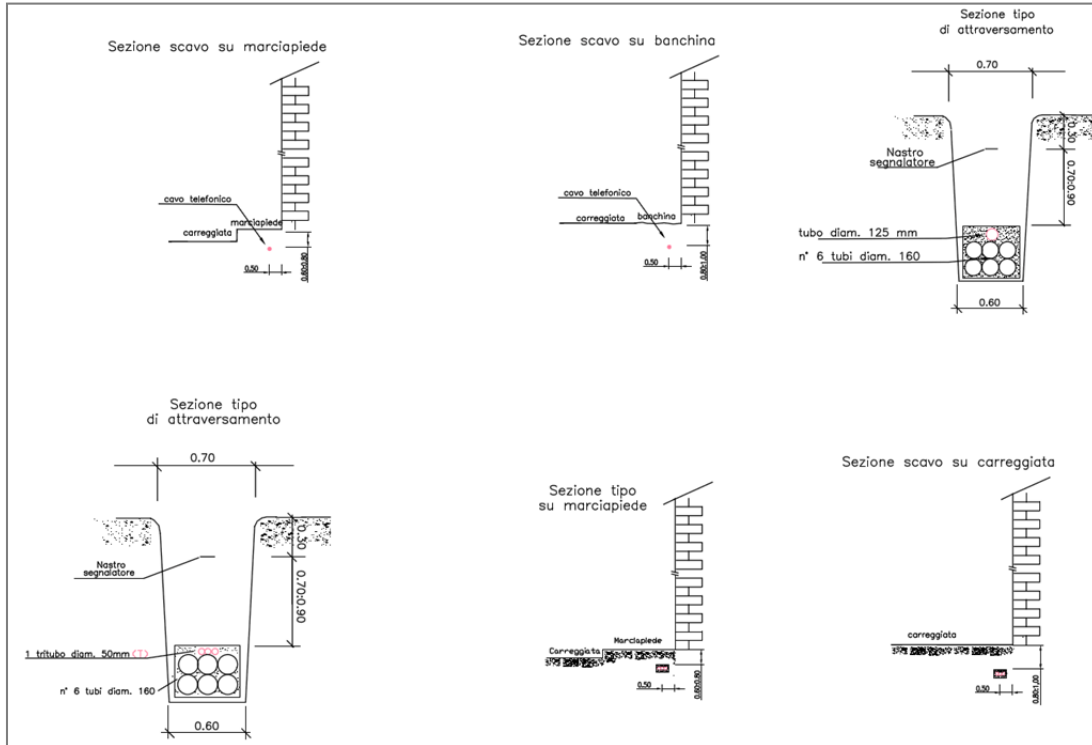 Sezione scavo su marciapiede
cavo telefonico
marciapiede
carreggiata
0.50
0.60:0.80
Sezione scavo su banchina
cavo telefonico
carreggiata
banchina
0.50
0.80:1.00
Sezione tipo
di attraversamento
0.70
0.30
Nastro
segnalatore
0.70:0.90
tubo diam. 125 mm
n° 6 tubi diam. 160
0.60
Sezione tipo
di attraversamento
0.70
0.30
Nastro
segnalatore
0.70:0.90
1 tritubo diam. 50mm(T)
n° 6 tubi diam. 160
0.60
Sezione tipo
su marciapiede
Marciapiede
Carreggiata
0.50
0.60:0.80
Sezione scavo su carreggiata
carreggiata
0.50
0.80:1.00